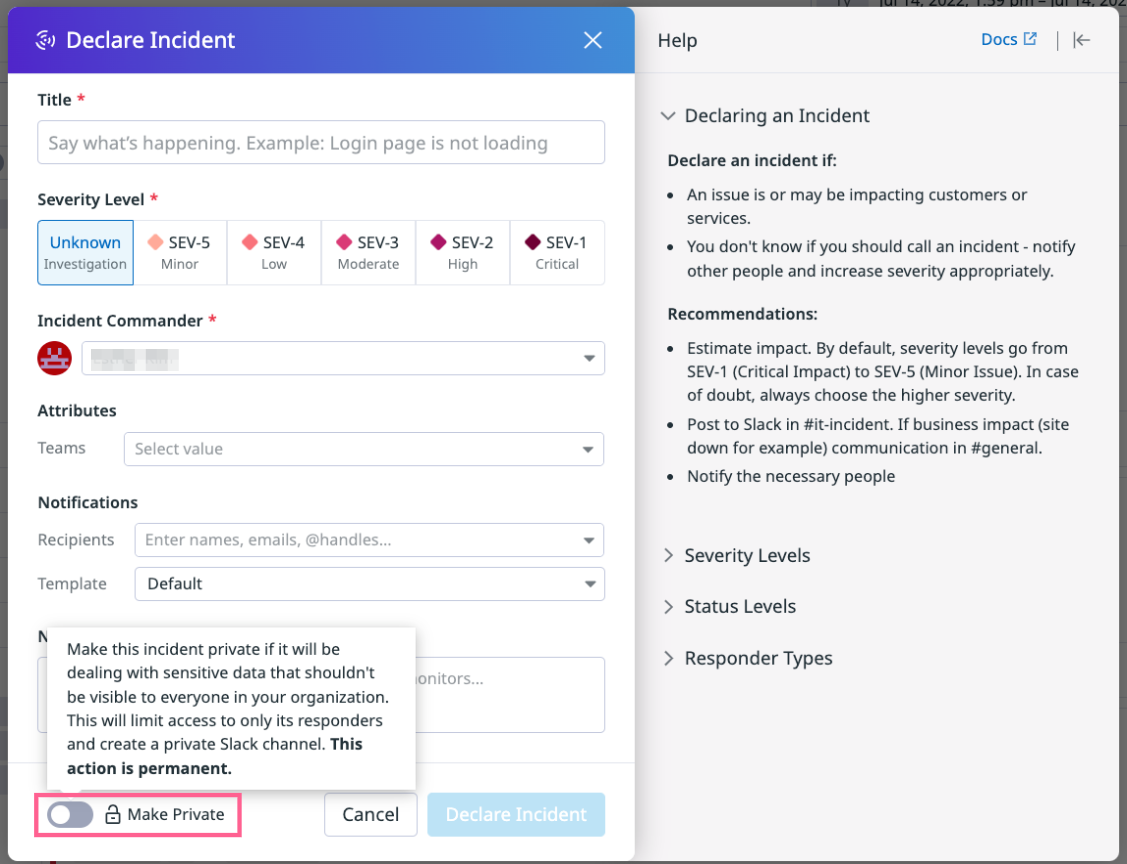 Jul 14, 2022, 1:59 pm – Jul 14, 202
Declare Incident
Title *
Say what's happening. Example: Login page is not loading
Severity Level *
Unknown
Investigation
SEV-5
Minor
SEV-4
Low
SEV-3
Moderate
SEV-2
High
SEV-1
Critical
Incident Commander *
Attributes
Teams
Select value
Notifications
Recipients
Enter names, emails, @handles...
Template
Default
N
onitors...
Make this incident private if it will be
dealing with sensitive data that shouldn't
be visible to everyone in your organization.
This will limit access to only its responders
and create a private Slack channel. This
action is permanent.
Make Private
Cancel
Declare Incident
Help
Docs
Declaring an Incident
Declare an incident if:
• An issue is or may be impacting customers or
services.
• You don't know if you should call an incident - notify
other people and increase severity appropriately.
Recommendations:
• Estimate impact. By default, severity levels go from
SEV-1 (Critical Impact) to SEV-5 (Minor Issue). In case
of doubt, always choose the higher severity.
• Post to Slack in #it-incident. If business impact (site
down for example) communication in #general.
• Notify the necessary people
Severity Levels
Status Levels
Responder Types